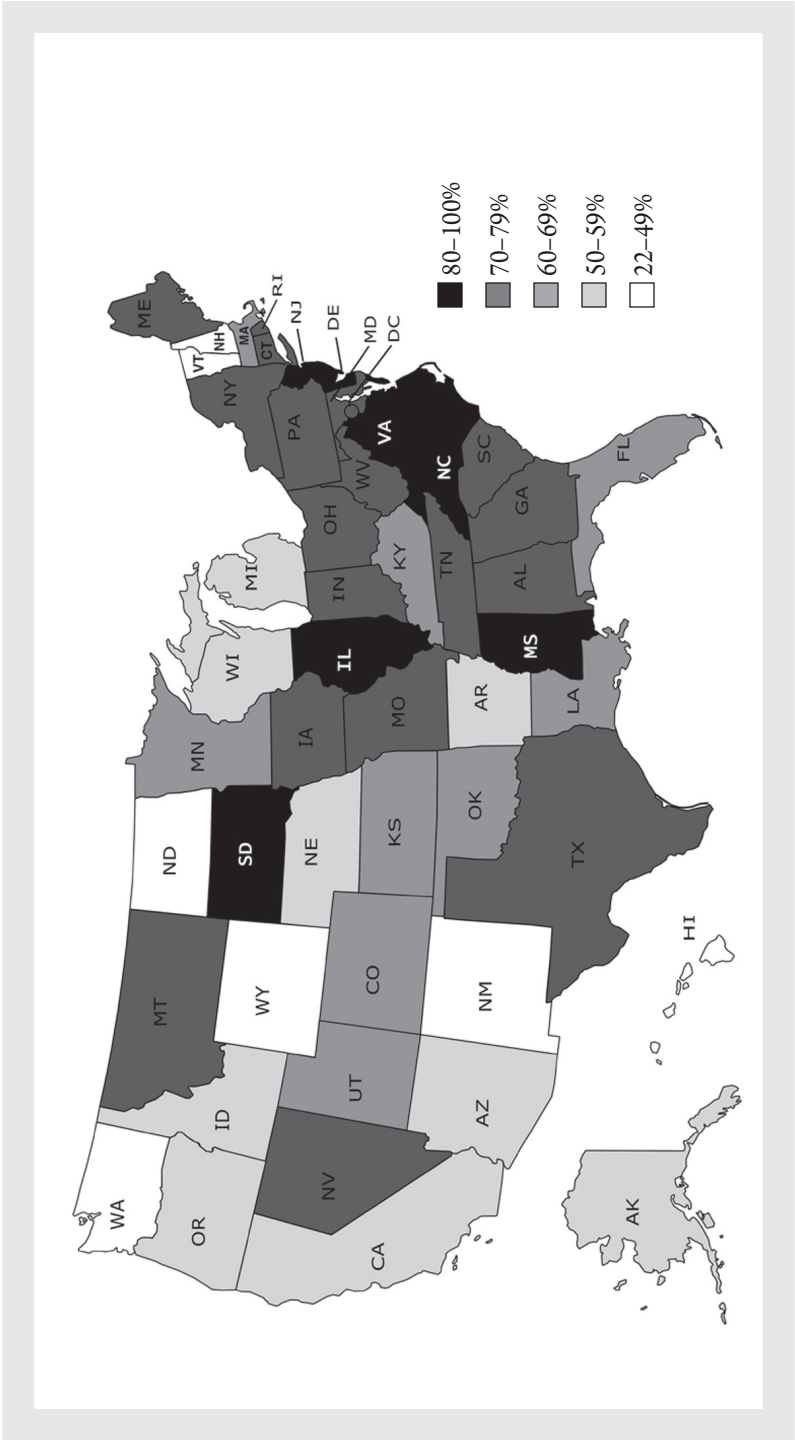 WA
OR
CA
ID
NV
MT
WY
UT
AZ
CO
NM
ND
SD
NE
KS
OK
TX
MN
IA
MO
AR
LA
WI
IL
MS
MI
IN
KY
TN
AL
OH
WV
VA
NC
SC
GA
FL
PA
NY
VT
NH
ME
MA
CT
RI
NJ
DE
MD
DC
AK
HI
80–100%
70–79%
60–69%
50–59%
22–49%